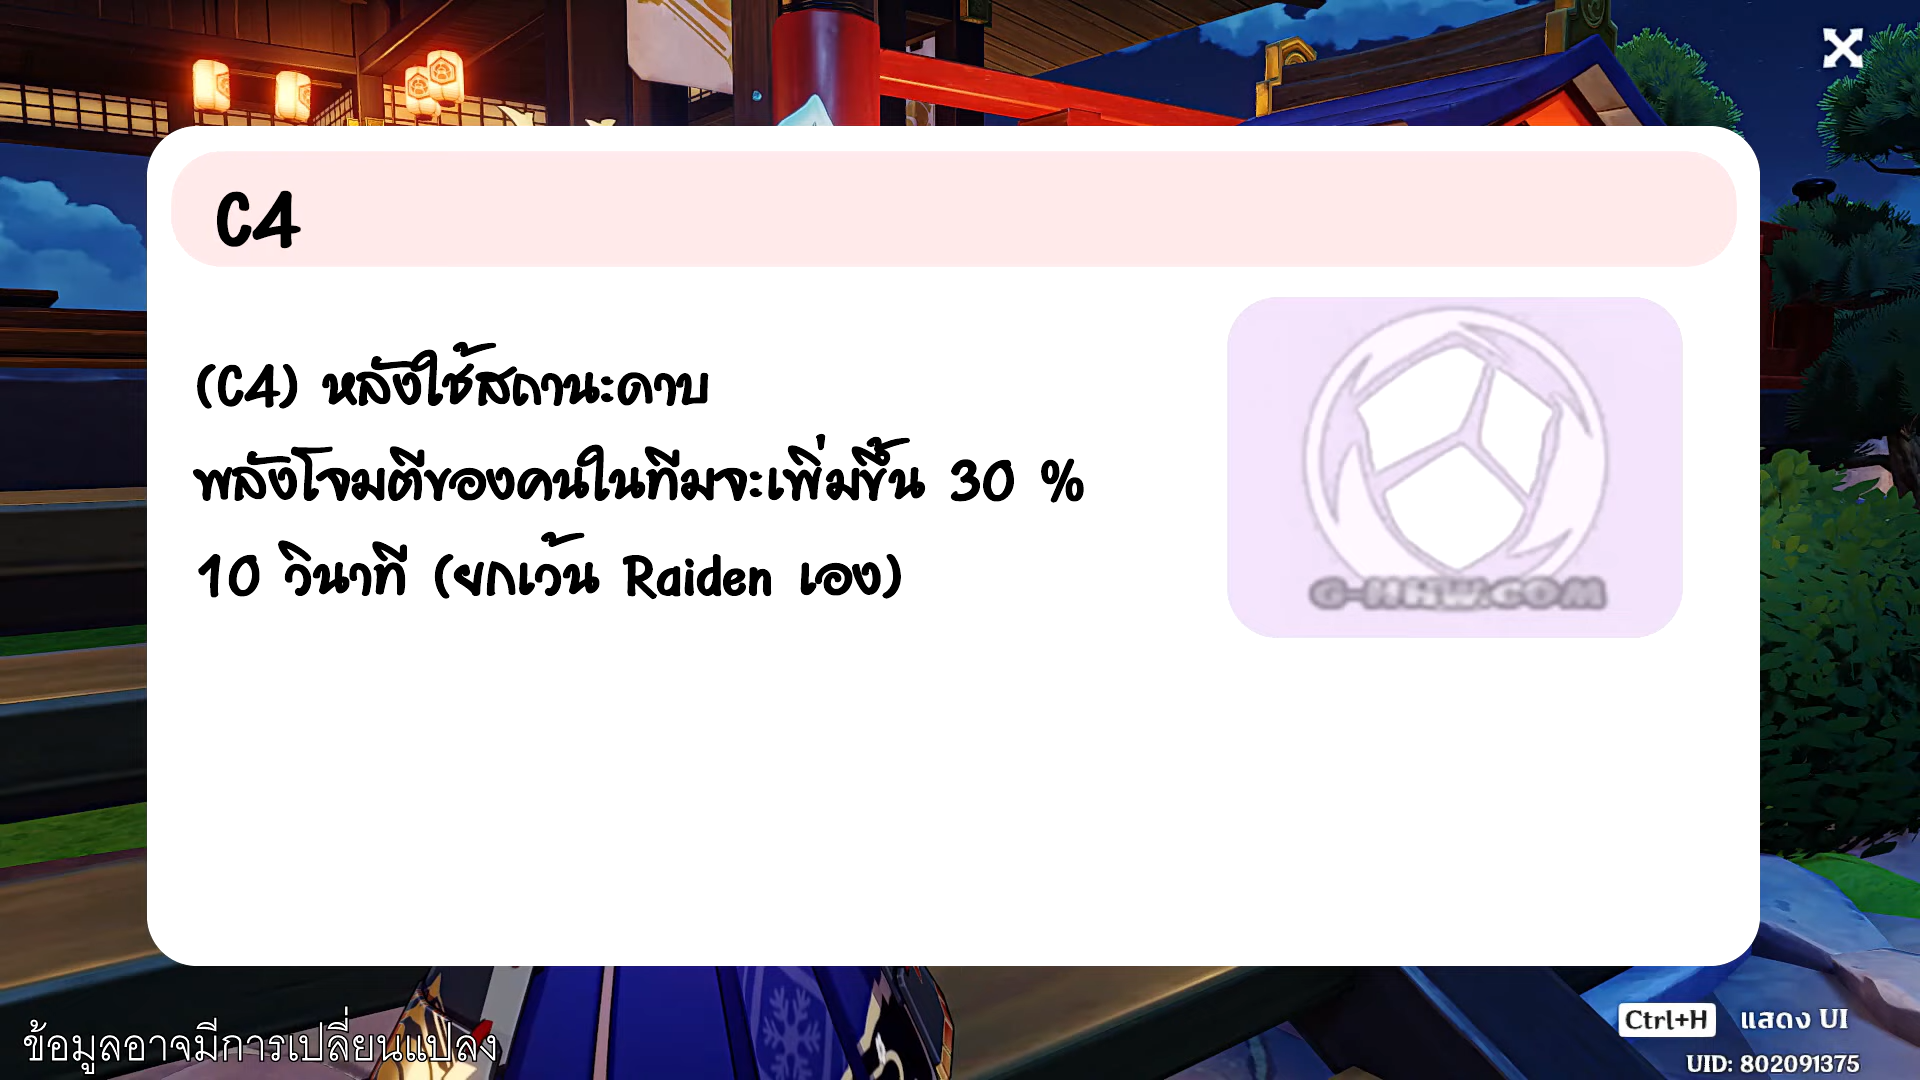 C4
(C4) หลังใช้สถานะดาบ
พลังโจมตีของคนในทีมจะเพิ่มขึ้น 30 %
10 วินาที (ยกเว้น Raiden เอง)
G-HHW.COM
ข้อมูลอาจมีการเปลี่ยนแปลง
Ctrl+H แสดง UI
UID: 802091375